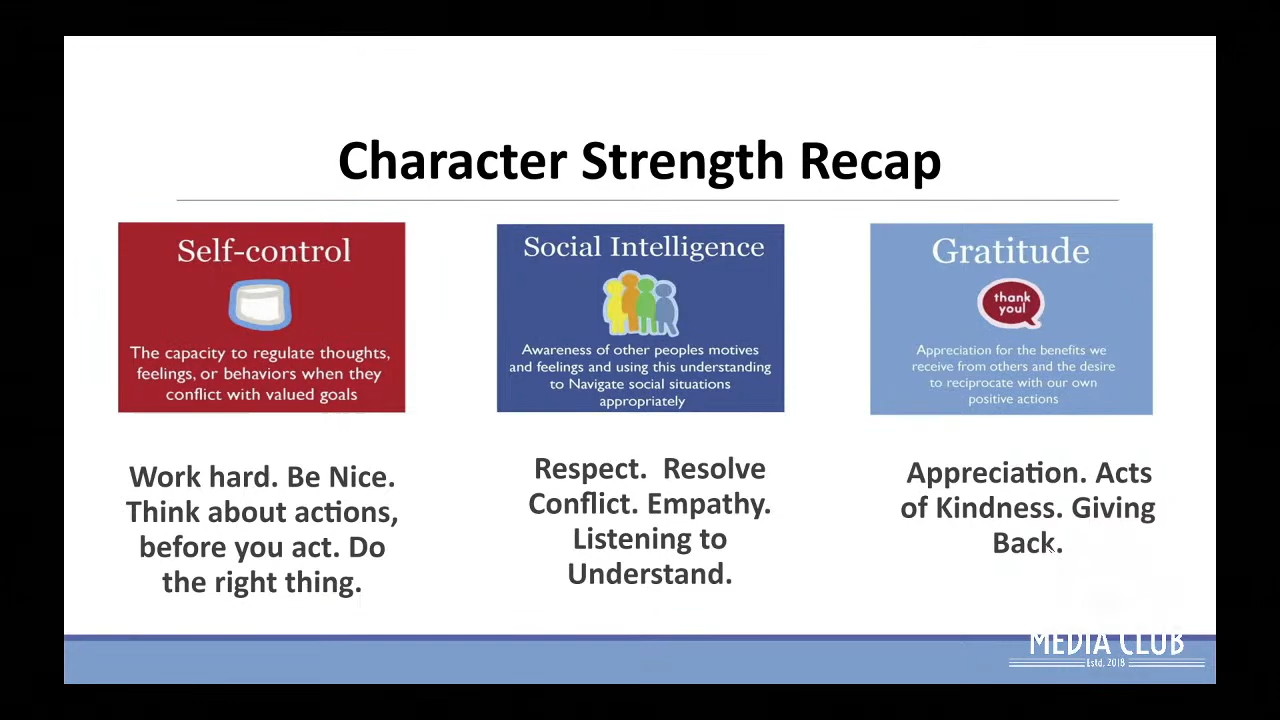 Character Strength Recap
Self-control
The capacity to regulate thoughts,
feelings, or behaviors when they
conflict with valued goals
Work hard. Be Nice.
Think about actions,
before you act. Do
the right thing.
Social Intelligence
Awareness of other peoples motives
and feelings and using this understanding
to Navigate social situations
appropriately
Respect.  Resolve
Conflict. Empathy.
Listening to
Understand.
Gratitude
thank
you!
Appreciation for the benefits we
receive from others and the desire
to reciprocate with our own
positive actions
Appreciation. Acts
of Kindness. Giving
Back.
MEDIA CLUB
Estd. 2018